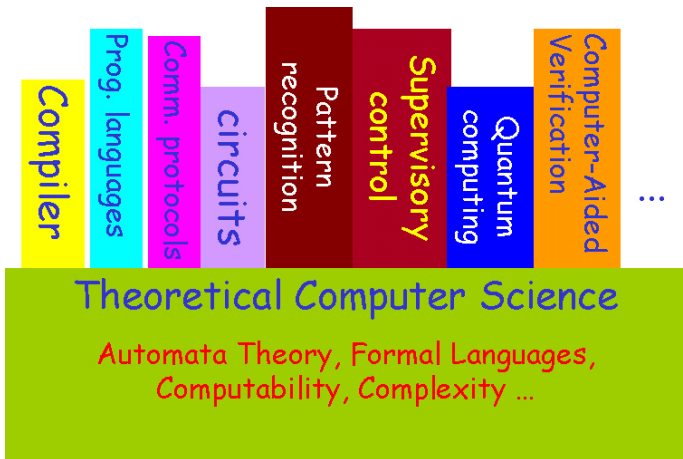 Compiler
Prog. languages
Comm. protocols
circuits
Pattern
recognition
Supervisory
control
Quantum
computing
Computer-Aided
Verification
...
Theoretical Computer Science
Automata Theory, Formal Languages,
Computability, Complexity ...